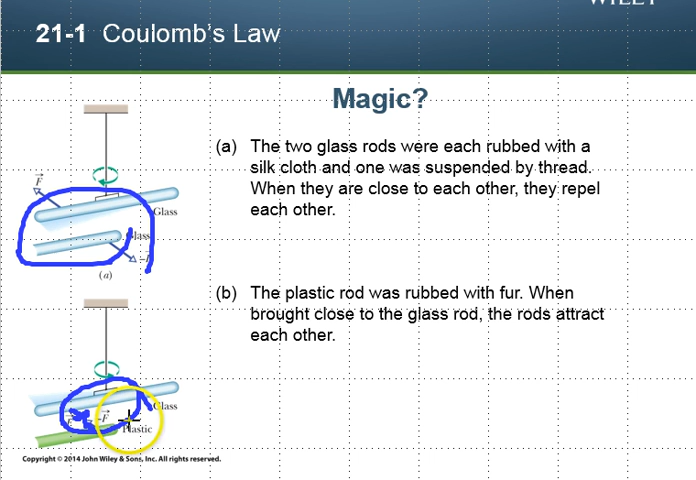 21-1 Coulomb's Law
Magic?
(a) The two glass rods were each rubbed with a
silk cloth and one was suspended by thread.
When they are close to each other, they repel
each other.
F
Glass
(a)
(b) The plastic rod was rubbed with fur. When
brought close to the glass rod, the rods attract
each other.
Glass
-F
Plastic
Copyright © 2014 John Wiley & Sons, Inc. All rights reserved.